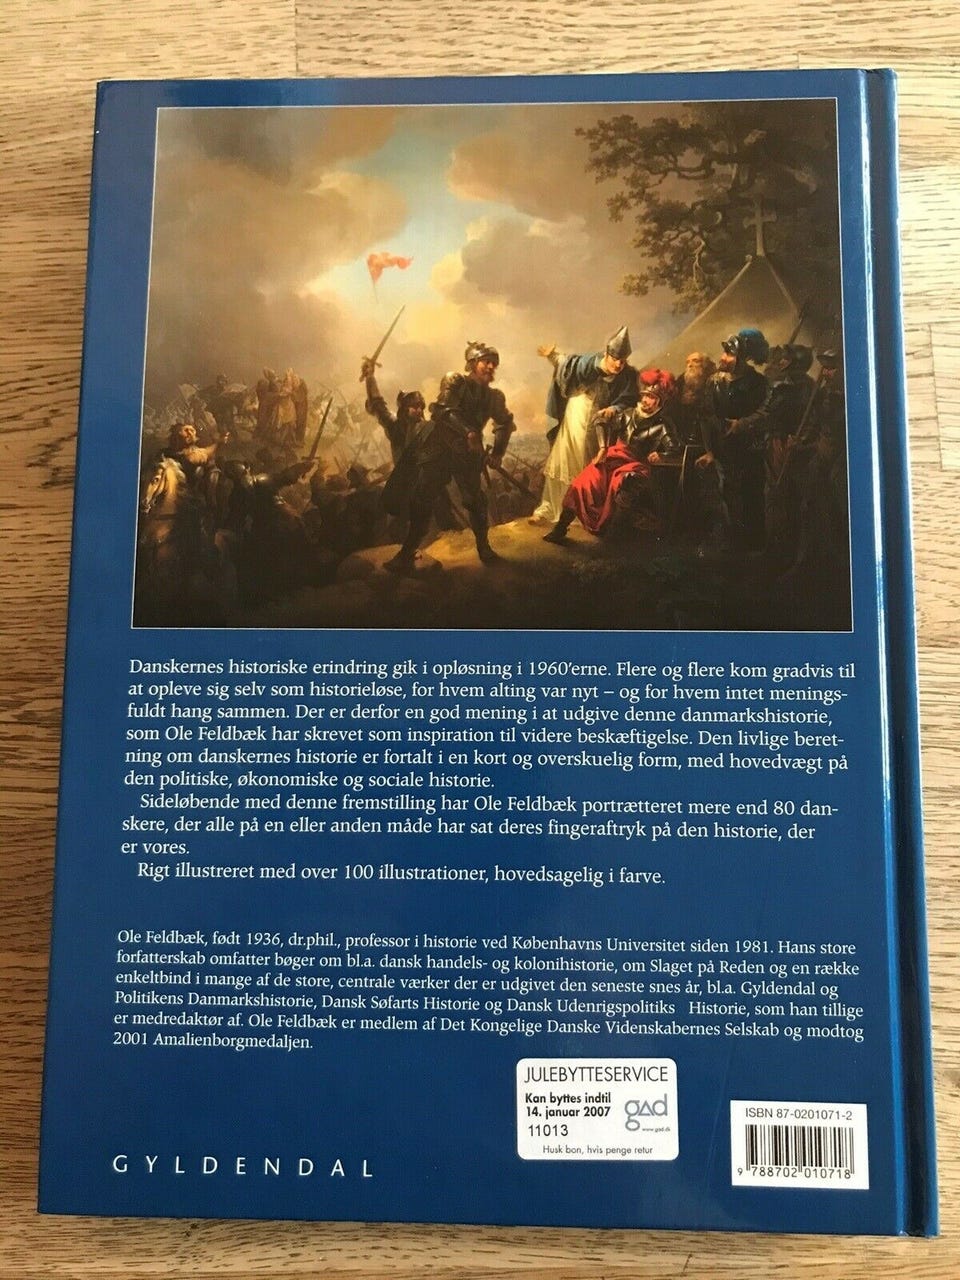 Danskernes historiske erindring gik i opløsning i 1960'erne. Flere og flere kom gradvis til
at opleve sig selv som historieløse, for hvem alting var nyt – og for hvem intet menings-
fuldt hang sammen. Der er derfor en god mening i at udgive denne danmarkshistorie,
som Ole Feldbæk har skrevet som inspiration til videre beskæftigelse. Den livlige beret-
ning om danskernes historie er fortalt i en kort og overskuelig form, med hovedvægt på
den politiske, økonomiske og sociale historie.
Sideløbende med denne fremstilling har Ole Feldbæk portrætteret mere end 80 dan-
skere, der alle på en eller anden måde har sat deres fingeraftryk på den historie, der
er vores.
Rigt illustreret med over 100 illustrationer, hovedsagelig i farve.
Ole Feldbæk, født 1936, dr.phil., professor i historie ved Københavns Universitet siden 1981. Hans store
forfatterskab omfatter bøger om bl.a. dansk handels- og kolonihistorie, om Slaget på Reden og en række
enkeltbind i mange af de store, centrale værker der er udgivet den seneste snes år, bl.a. Gyldendal og
Politikens Danmarkshistorie, Dansk Søfarts Historie og Dansk Udenrigspolitiks Historie, som han tillige
er medredaktør af. Ole Feldbæk er medlem af Det Kongelige Danske Videnskabernes Selskab og modtog
2001 Amalienborgmedaljen.
JULEBYTTESERVICE
Kan byttes indtil
14. januar 2007
11013
gad
www.gad.dk
Husk bon, hvis penge retur
ISBN 87-0201071-2
9 788702 010718
GYLDENDAL